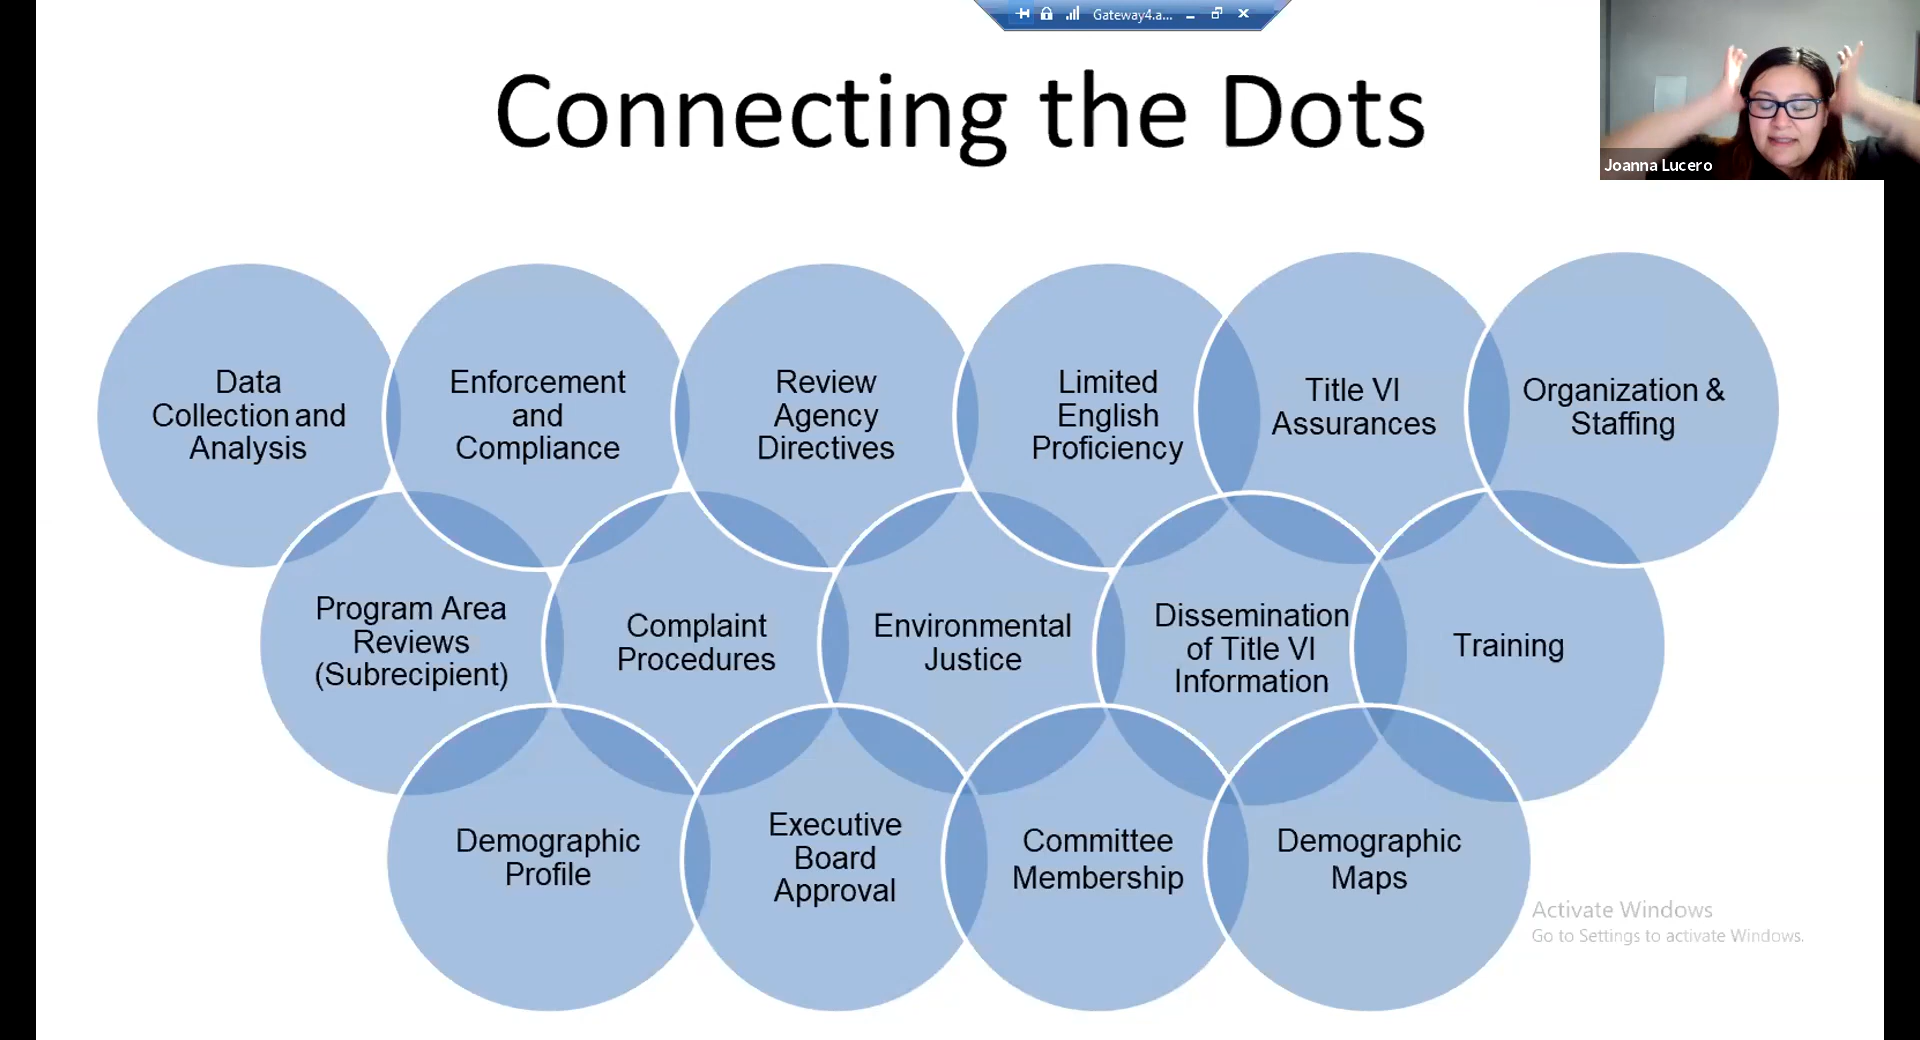 Gateway4.a...
Connecting the Dots
Joanna Lucero
Data
Collection and
Analysis
Enforcement
and
Compliance
Review
Agency
Directives
Limited
English
Proficiency
Title VI
Assurances
Organization &
Staffing
Program Area
Reviews
(Subrecipient)
Complaint
Procedures
Environmental
Justice
Dissemination
of Title VI
Information
Training
Demographic
Profile
Executive
Board
Approval
Committee
Membership
Demographic
Maps
Activate Windows
Go to Settings to activate Windows.